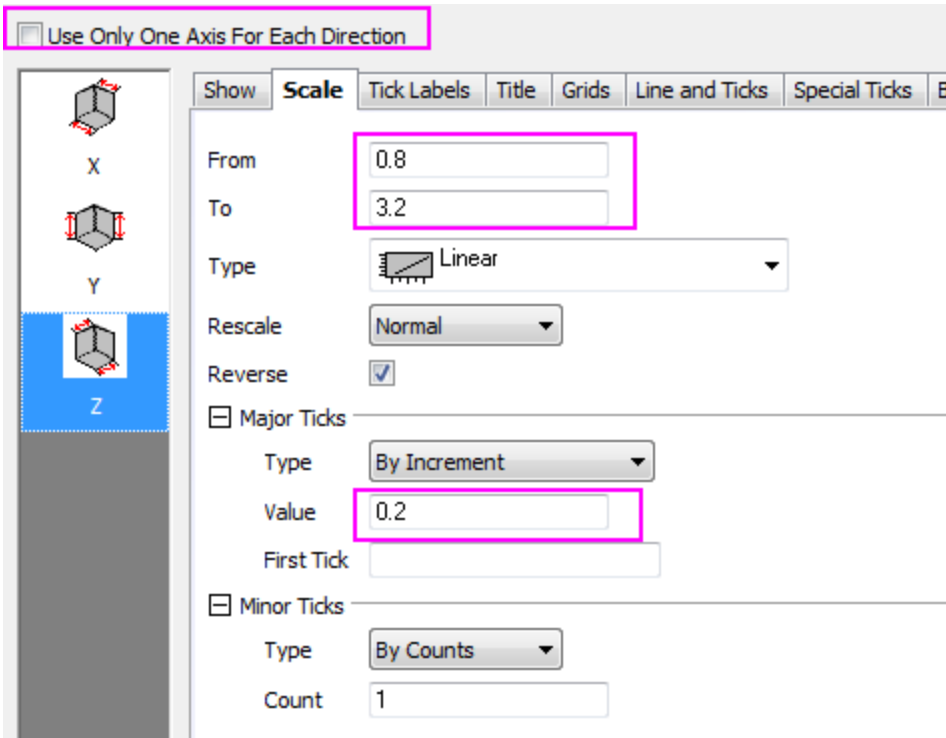 Use Only One Axis For Each Direction
Show Scale Tick Labels Title Grids Line and Ticks Special Ticks
X
Y
Z
From 0.8
To 3.2
Type Linear
Rescale Normal
Reverse
Major Ticks
Type By Increment
Value 0.2
First Tick
Minor Ticks
Type By Counts
Count 1